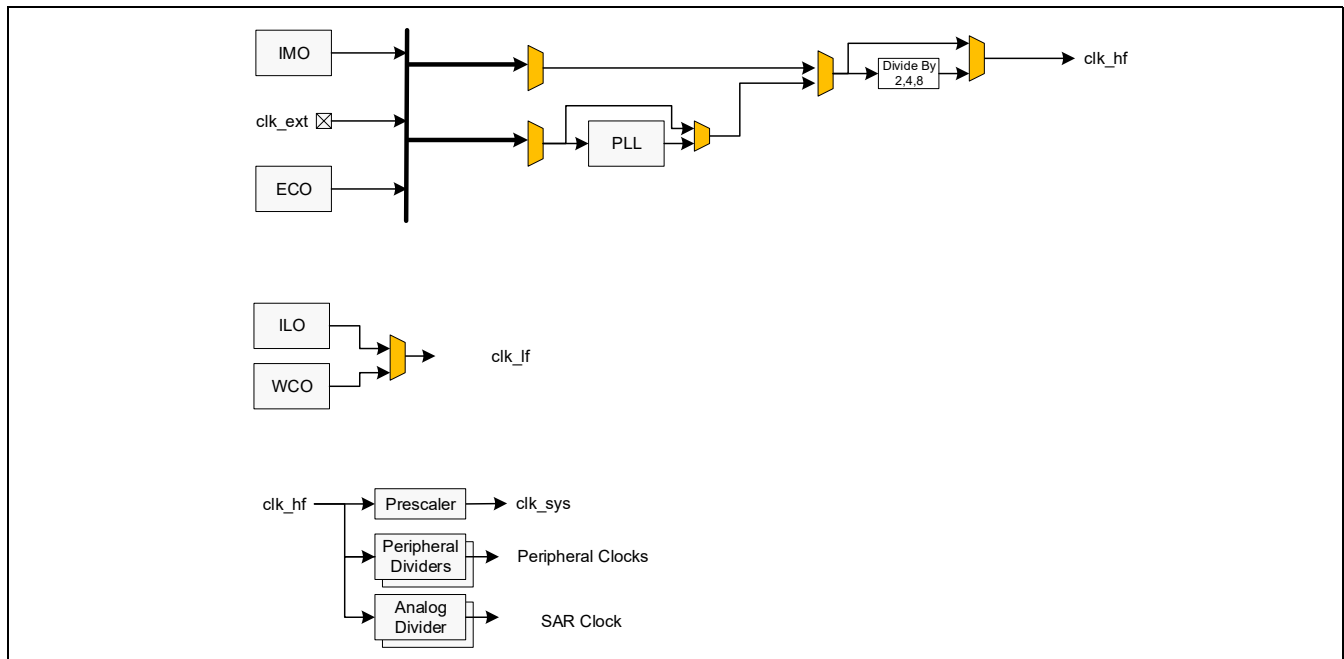 IMO
clk_ext
ECO
PLL
Divide By
2,4,8
clk_hf
ILO
WCO
clk_lf
clk_hf
Prescaler
clk_sys
Peripheral
Dividers
Peripheral Clocks
Analog
Divider
SAR Clock